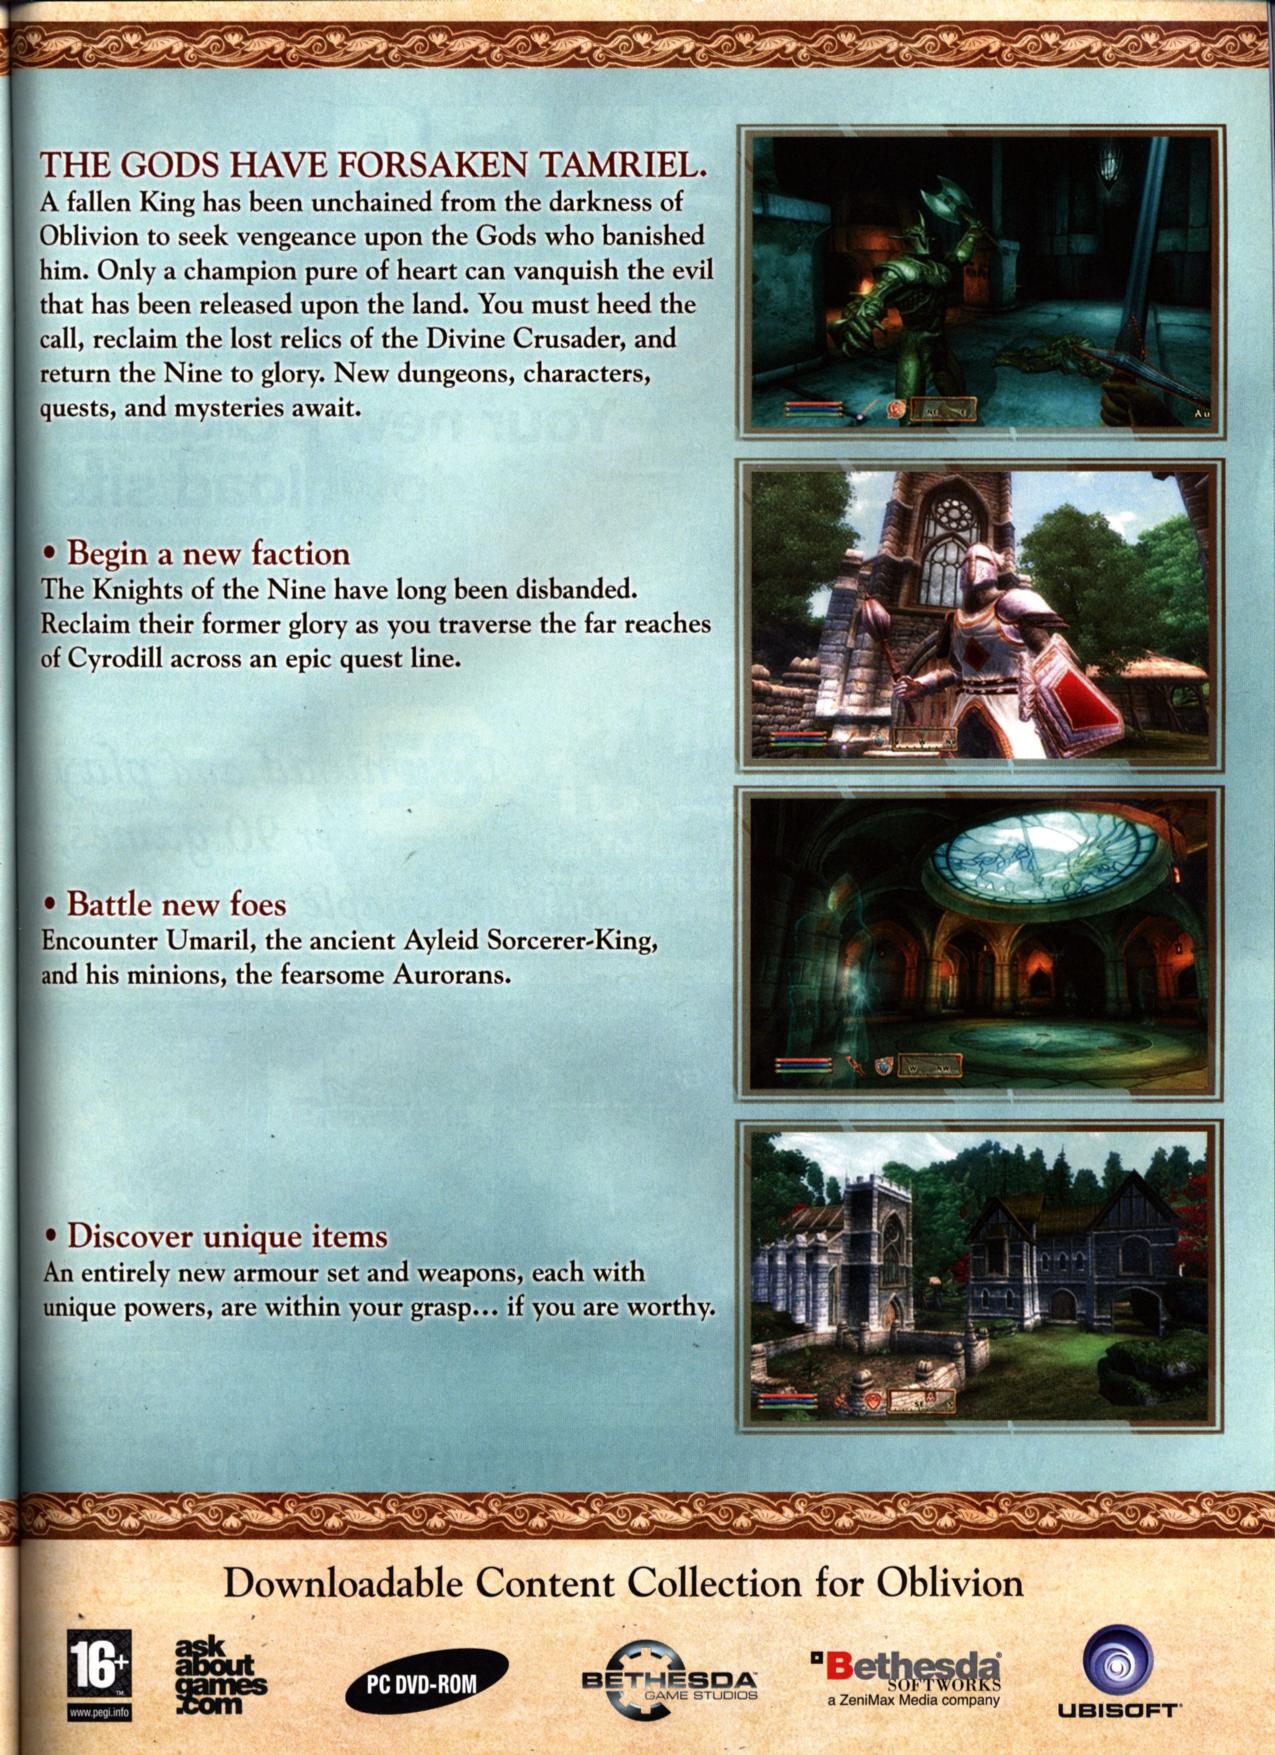 THE GODS HAVE FORSAKEN TAMRIEL.
A fallen King has been unchained from the darkness of
Oblivion to seek vengeance upon the Gods who banished
him. Only a champion pure of heart can vanquish the evil
that has been released upon the land. You must heed the
call, reclaim the lost relics of the Divine Crusader, and
return the Nine to glory. New dungeons, characters,
quests, and mysteries await.
• Begin a new faction
The Knights of the Nine have long been disbanded.
Reclaim their former glory as you traverse the far reaches
of Cyrodill across an epic quest line.
• Battle new foes
Encounter Umaril, the ancient Ayleid Sorcerer-King,
and his minions, the fearsome Aurorans.
• Discover unique items
An entirely new armour set and weapons, each with
unique powers, are within your grasp... if you are worthy.
Au
W NW
Downloadable Content Collection for Oblivion
16+
™
www.pegi.info
ask
about
games
.com
PC DVD-ROM
BETHESDA™
GAME STUDIOS
Bethesda®
SOFTWORKS
a ZeniMax Media company
UBISOFT®